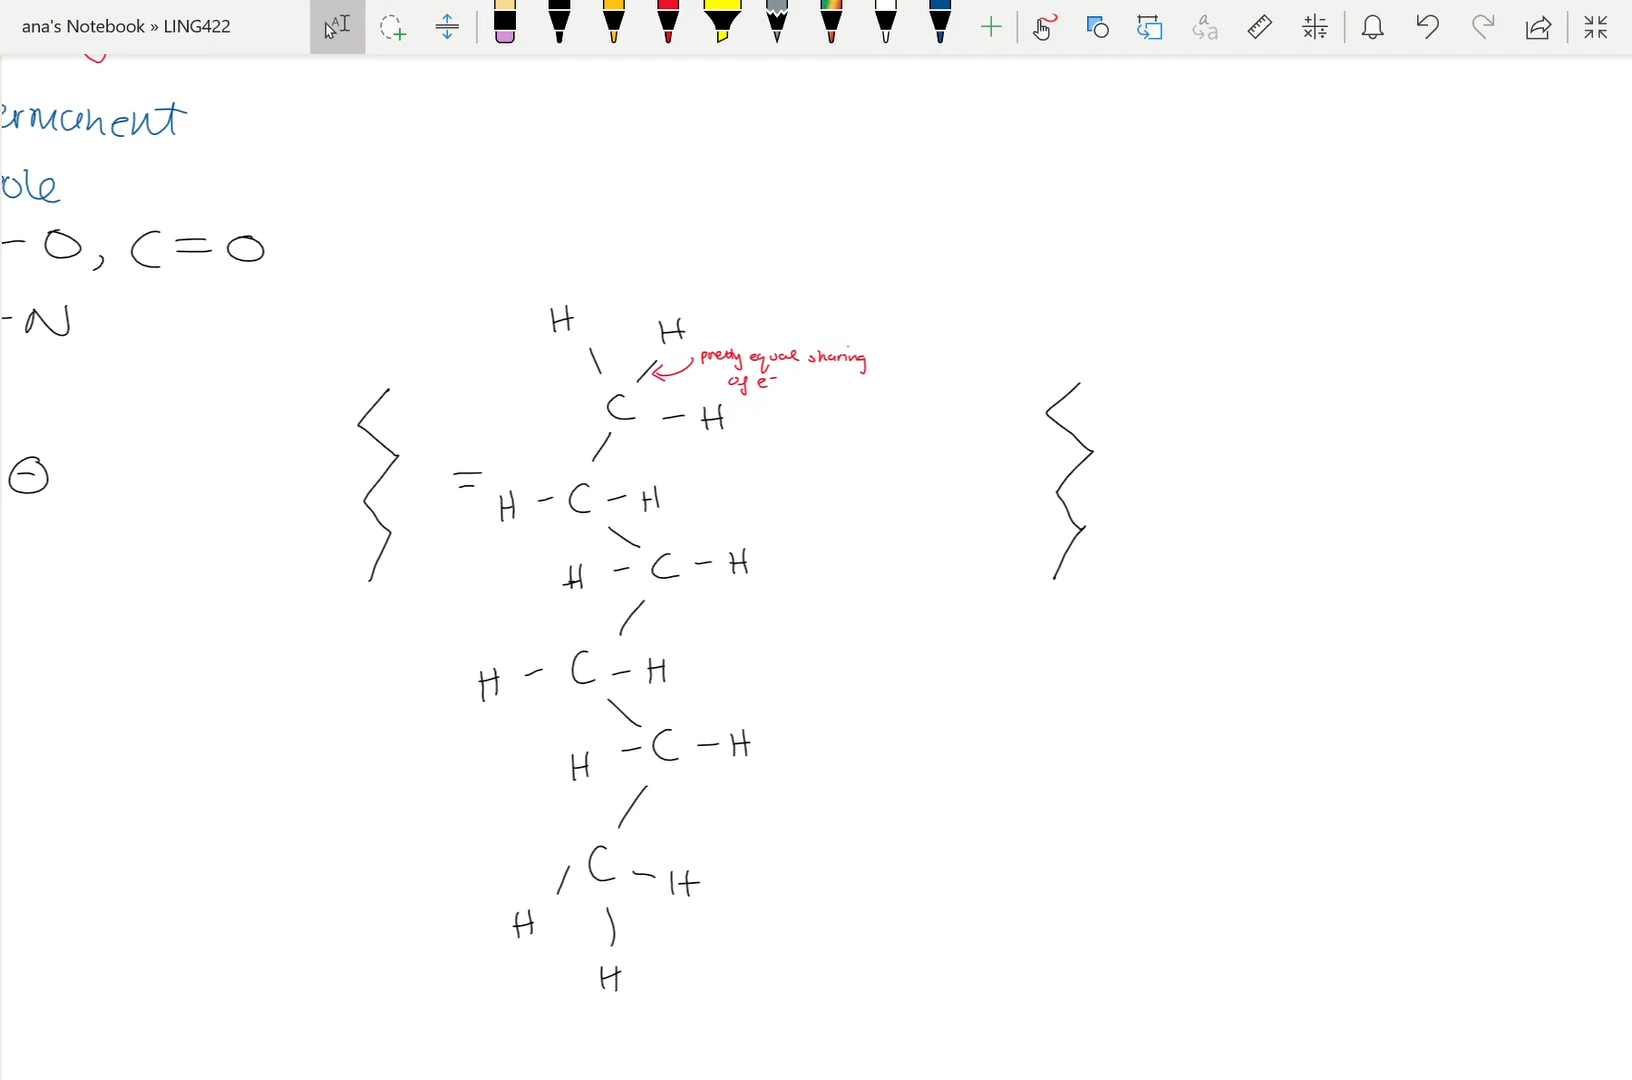 ana's Notebook » LING422
ermanent
ole
- O, C = O
- N
⊖
H
H
pretty equal sharing
of e-
C - H
=
H - C - H
H - C - H
H - C - H
H - C - H
C - H
H
H